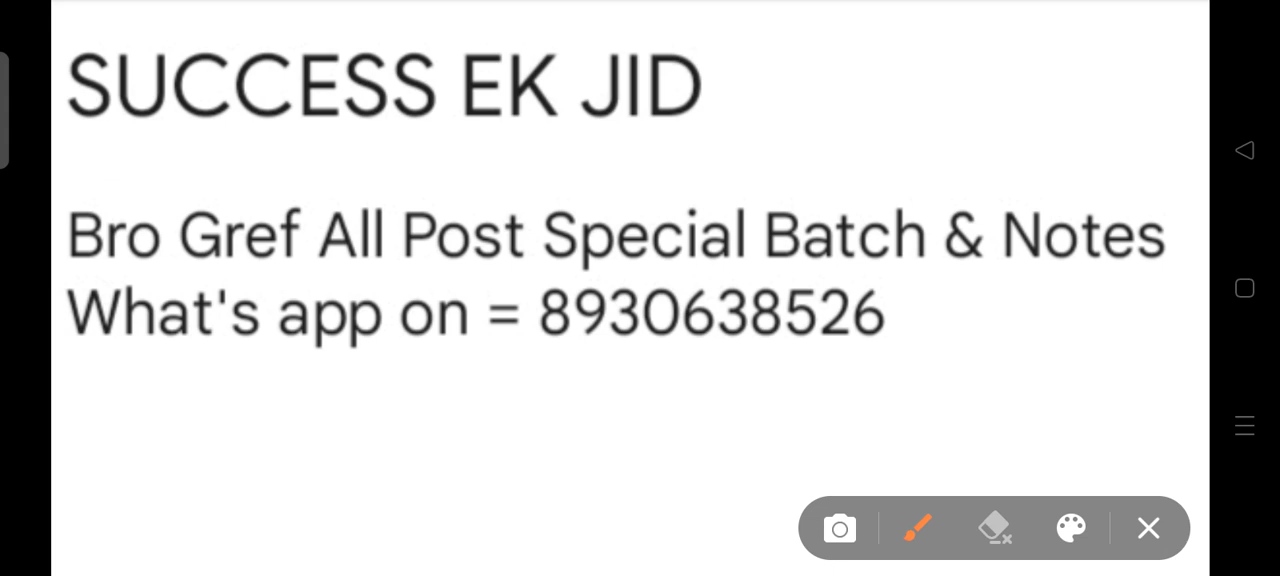 SUCCESS EK JID
Bro Gref All Post Special Batch & Notes
What's app on = 8930638526